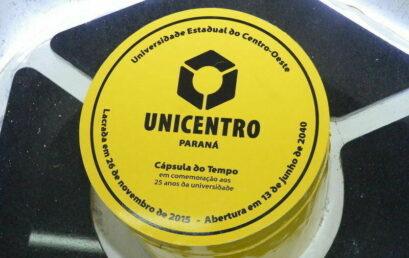 Universidade Estadual do Centro-Oeste
UNICENTRO
PARANÁ
Cápsula do Tempo
em comemoração aos
25 anos da universidade
Lacrada em 26 de novembro de 2015 - Abertura em 13 de junho de 2040